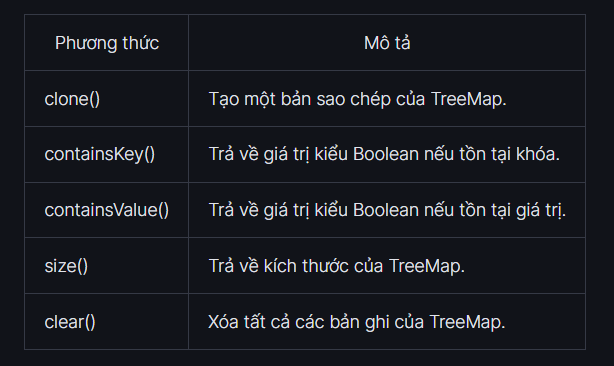 Phương thức Mô tả
clone() Tạo một bản sao chép của TreeMap.
containsKey() Trả về giá trị kiểu Boolean nếu tồn tại khóa.
containsValue() Trả về giá trị kiểu Boolean nếu tồn tại giá trị.
size() Trả về kích thước của TreeMap.
clear() Xóa tất cả các bản ghi của TreeMap.